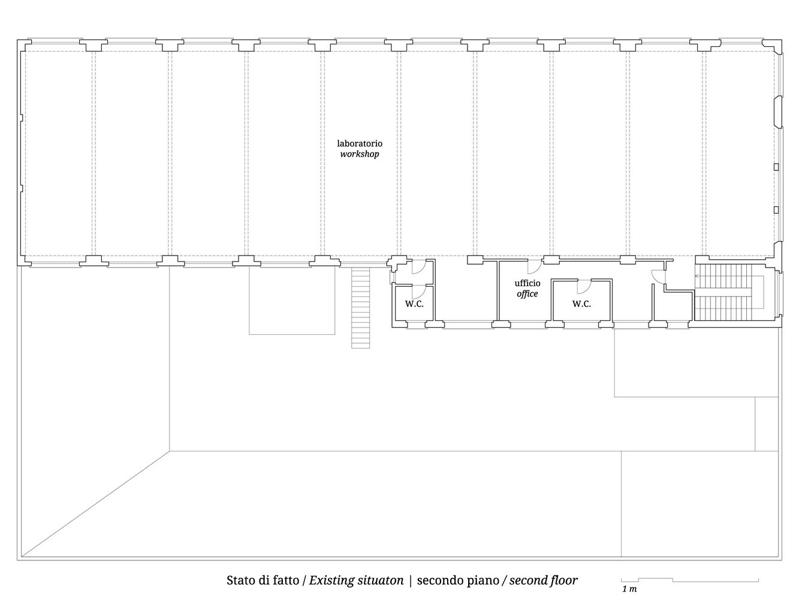 laboratorio
workshop
ufficio
office
W.C.
W.C.
Stato di fatto / Existing situaton | secondo piano / second floor
1 m